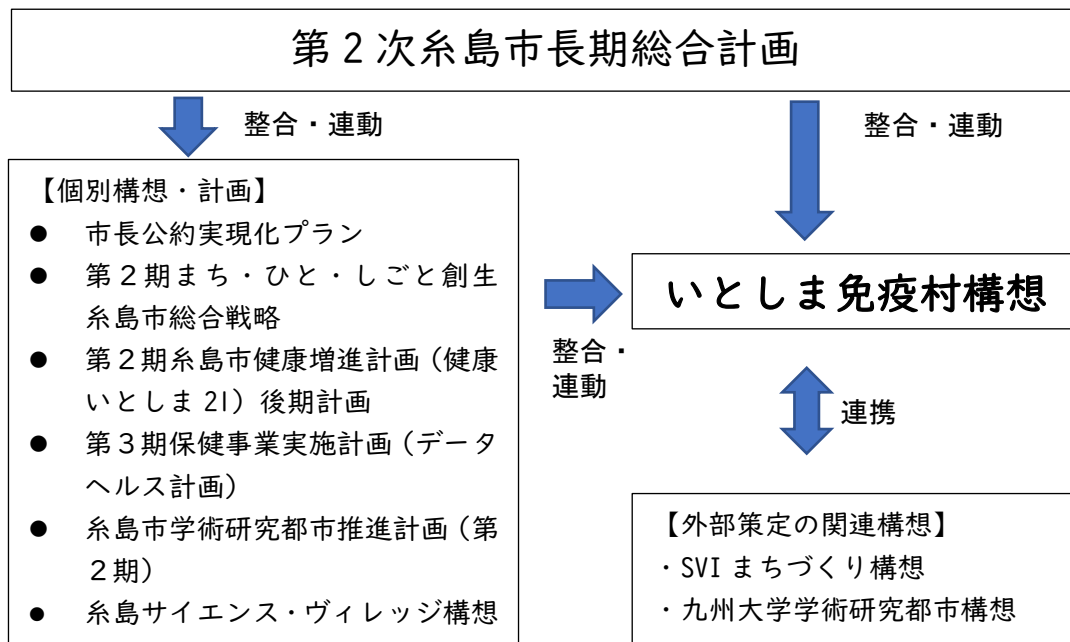 第2次糸島市長期総合計画
整合・連動
整合・連動
【個別構想・計画】
● 市長公約実現化プラン
● 第2期まち・ひと・しごと創生
糸島市総合戦略
● 第2期糸島市健康増進計画(健康
いとしま21)後期計画
● 第3期保健事業実施計画(データ
ヘルス計画)
● 糸島市学術研究都市推進計画(第
2期)
● 糸島サイエンス・ヴィレッジ構想
整合・
連動
いとしま免疫村構想
連携
【外部策定の関連構想】
・SVIまちづくり構想
・九州大学学術研究都市構想